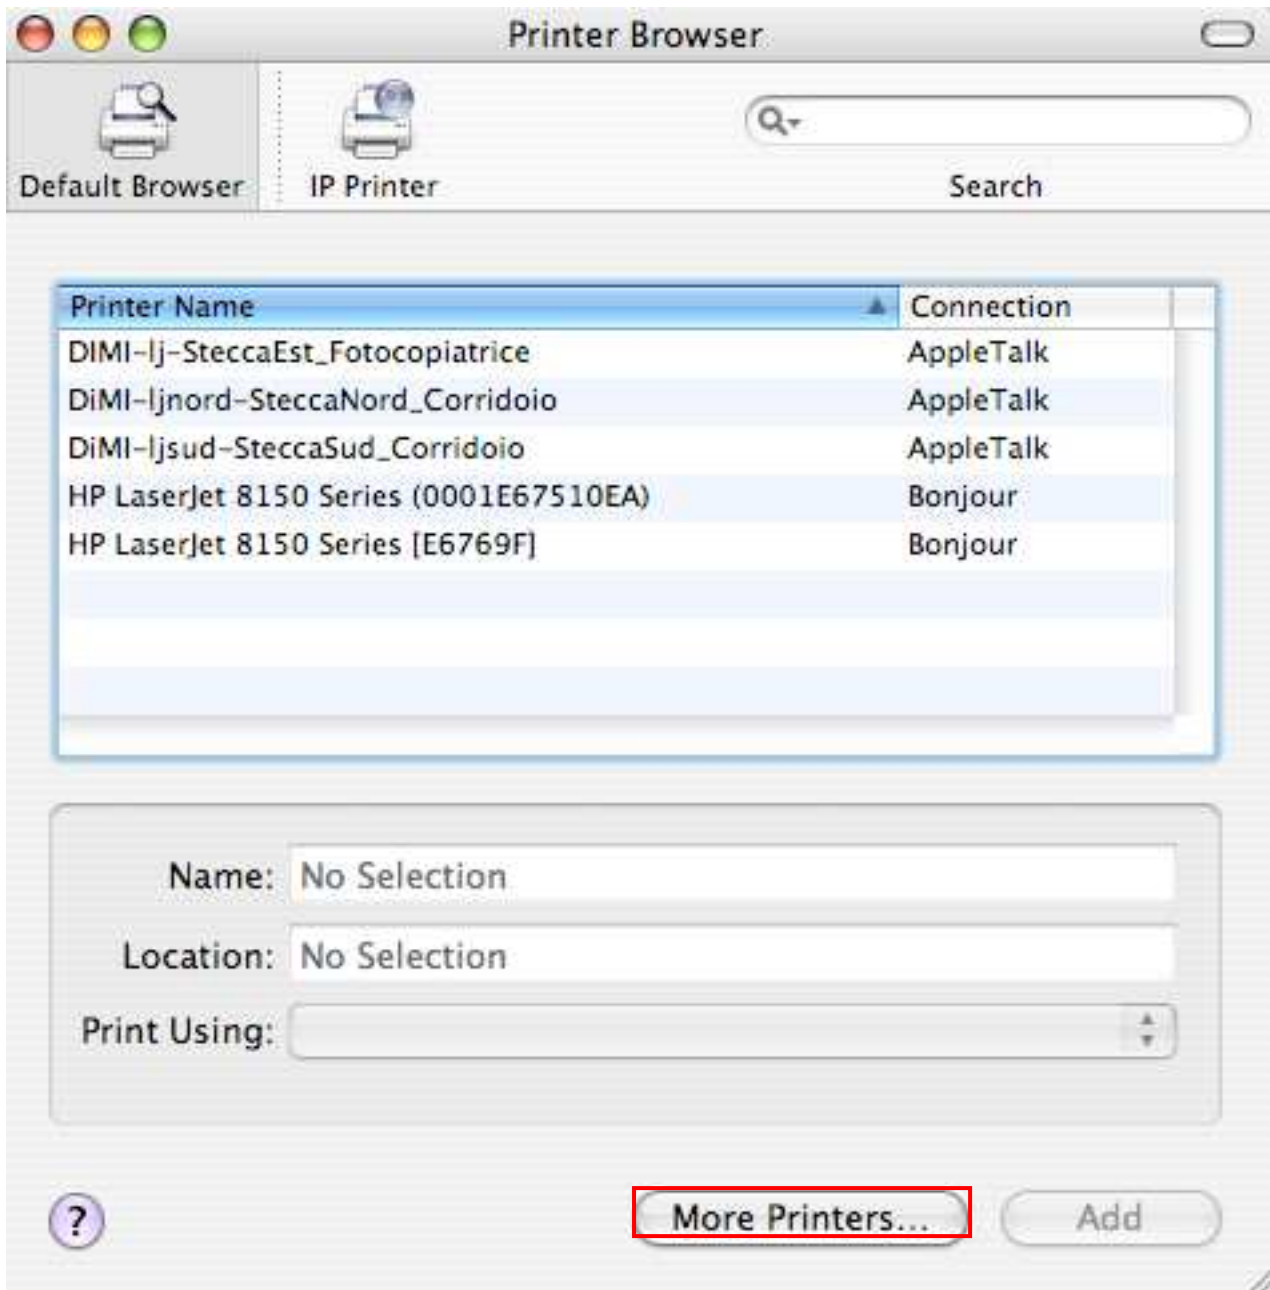 Printer Browser
Default Browser
IP Printer
Search
Printer Name Connection
DIMI-lj-SteccaEst_Fotocopiatrice AppleTalk
DiMI-ljnord-SteccaNord_Corridoio AppleTalk
DiMI-ljsud-SteccaSud_Corridoio AppleTalk
HP LaserJet 8150 Series (0001E67510EA) Bonjour
HP LaserJet 8150 Series [E6769F] Bonjour
Name: No Selection
Location: No Selection
Print Using:
? More Printers... Add